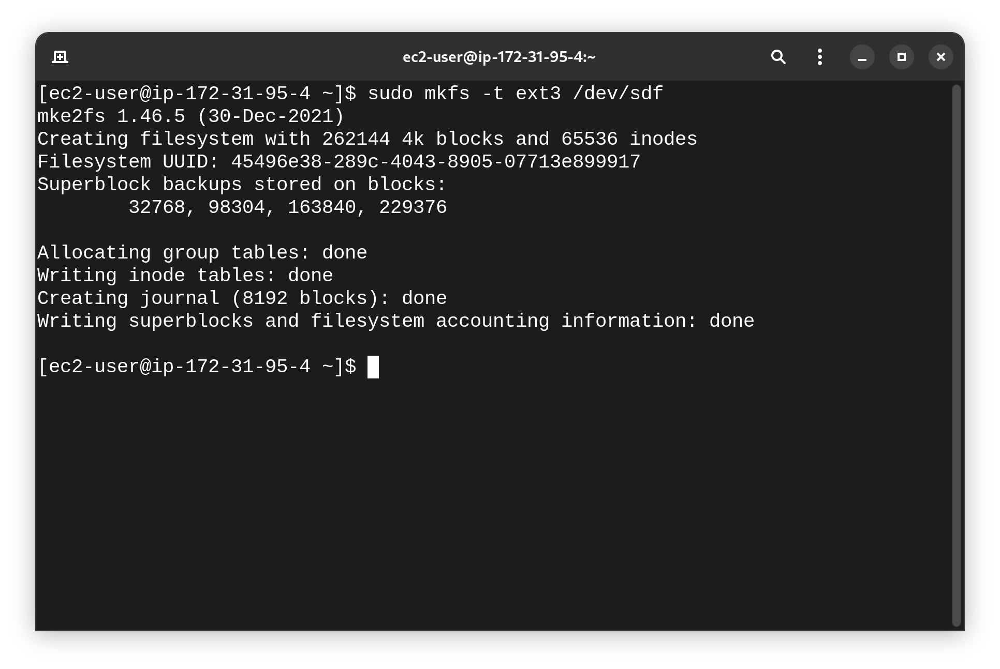 ec2-user@ip-172-31-95-4:~
[ec2-user@ip-172-31-95-4 ~]$ sudo mkfs -t ext3 /dev/sdf
mke2fs 1.46.5 (30-Dec-2021)
Creating filesystem with 262144 4k blocks and 65536 inodes
Filesystem UUID: 45496e38-289c-4043-8905-07713e899917
Superblock backups stored on blocks:
        32768, 98304, 163840, 229376

Allocating group tables: done
Writing inode tables: done
Creating journal (8192 blocks): done
Writing superblocks and filesystem accounting information: done

[ec2-user@ip-172-31-95-4 ~]$